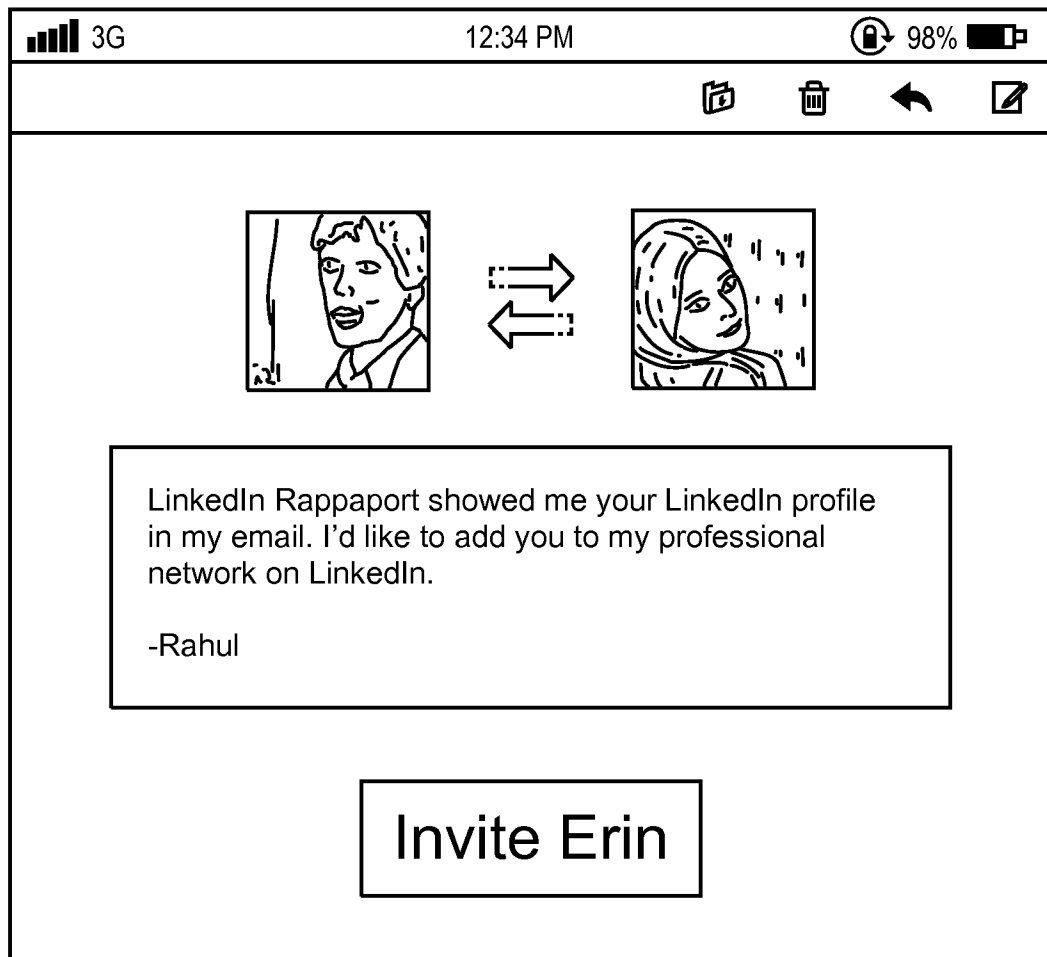 3G 12:34 PM 98%
LinkedIn Rappaport showed me your LinkedIn profile
in my email. I’d like to add you to my professional
network on LinkedIn.
-Rahul
Invite Erin